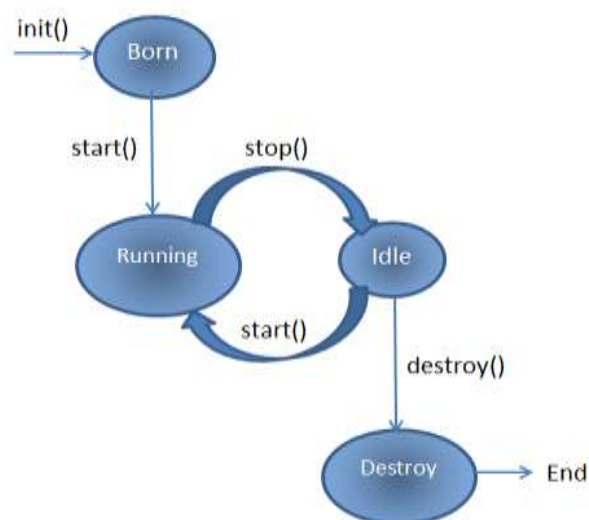 init()
Born
start()
stop()
Running
Idle
start()
destroy()
Destroy
End